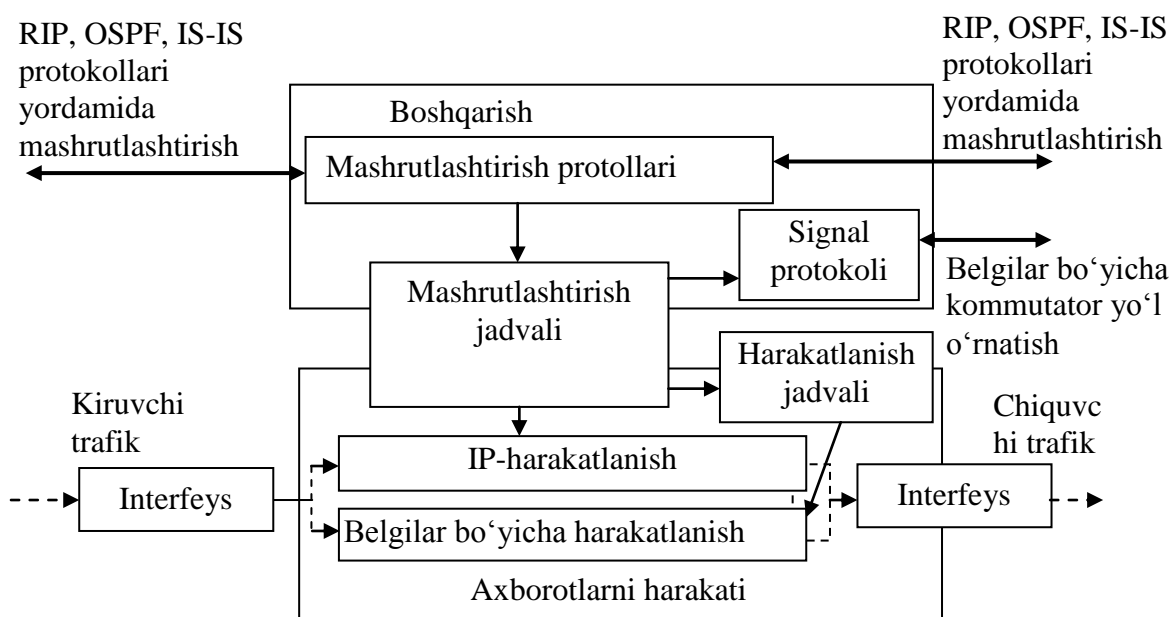 RIP, OSPF, IS-IS
protokollari
yordamida
mashrutlashtirish
RIP, OSPF, IS-IS
protokollari
yordamida
mashrutlashtirish
Boshqarish
Mashrutlashtirish protollari
Signal
protokoli
Belgilar bo‘yicha
kommutator yo‘l
o‘rnatish
Mashrutlashtirish
jadvali
Harakatlanish
jadvali
Kiruvchi
trafik
Chiquvc
hi trafik
IP-harakatlanish
Interfeys
Interfeys
Belgilar bo‘yicha harakatlanish
Axborotlarni harakati